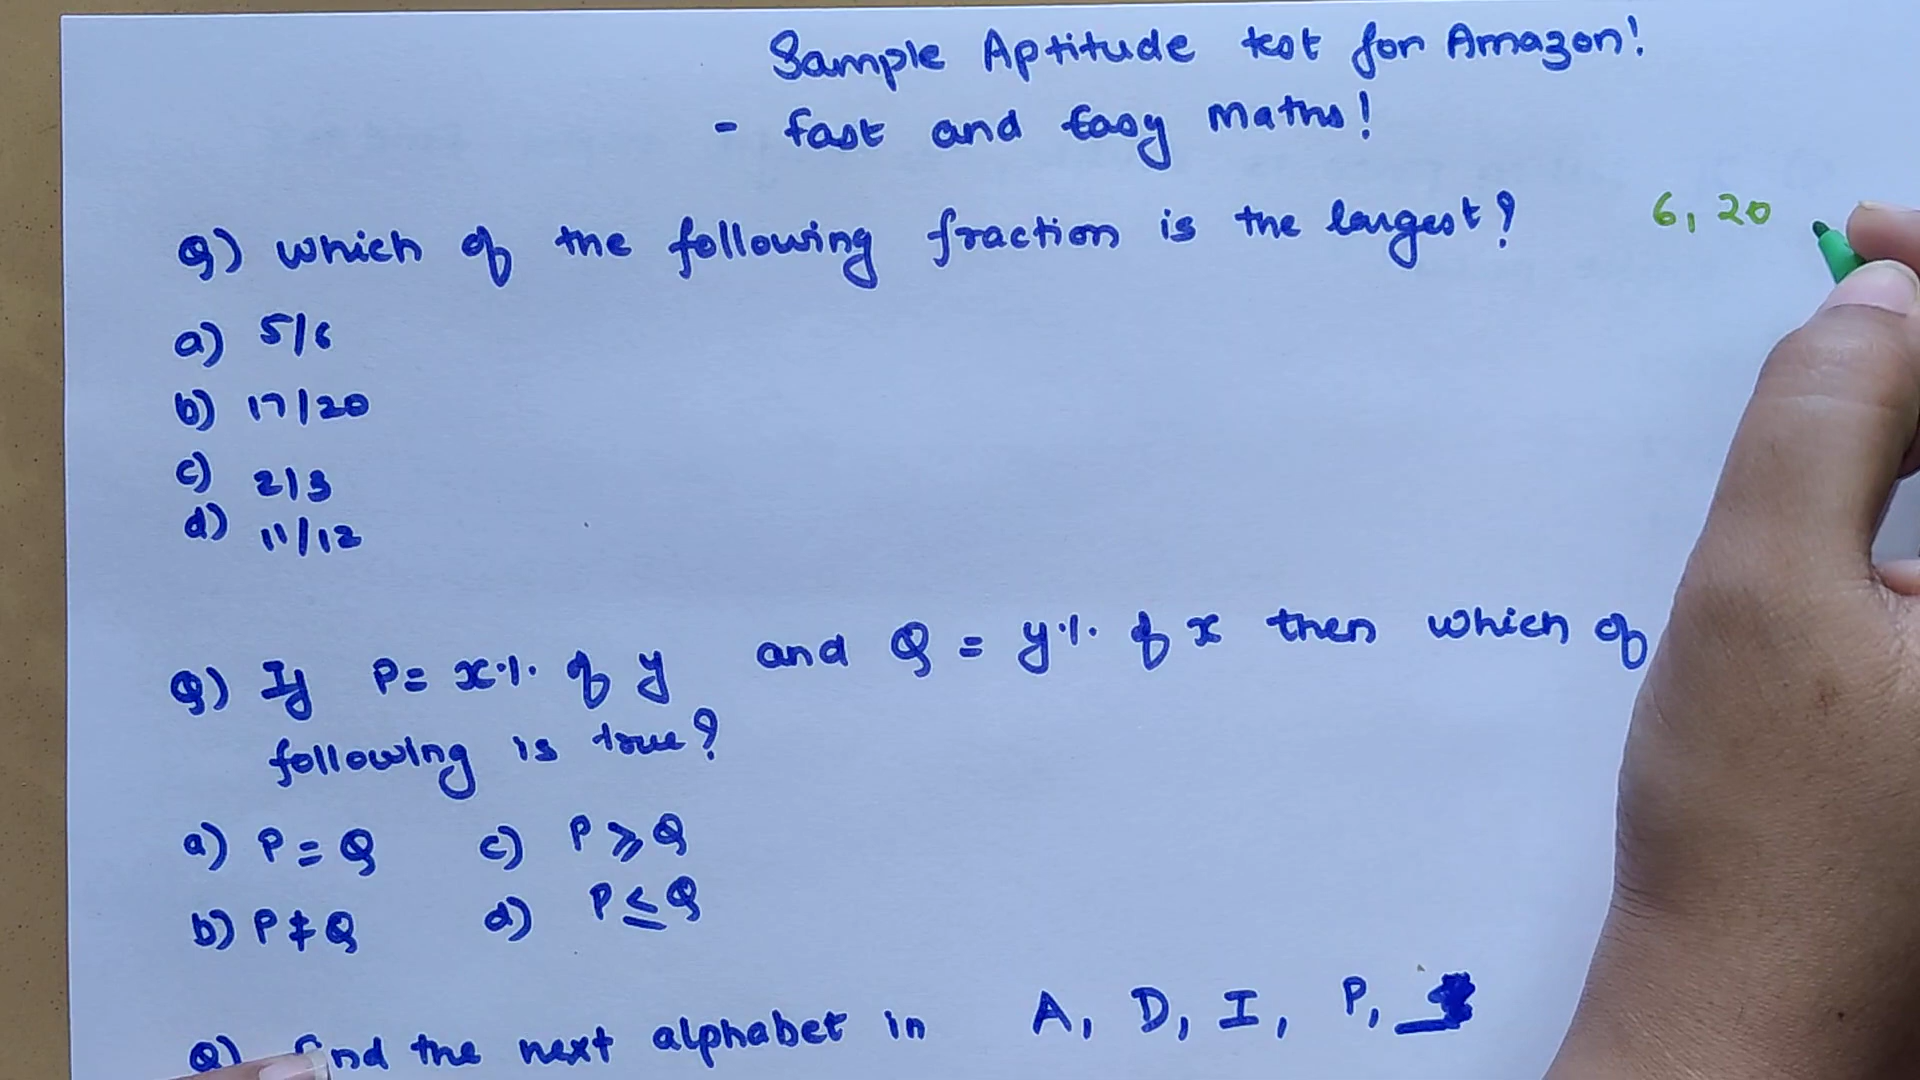 Sample Aptitude test for Amazon!
- fast and Easy Maths!
Q) which of the following fraction is the largest?
6, 20
a) 5/6
b) 17/20
c) 2/3
d) 11/12
Q) If P = x% of y and Q = y% of x then which of
following is true?
a) P = Q c) P ⩾ Q
b) P ≠ Q d) P ≤ Q
Q) find the next alphabet in A, D, I, P, _